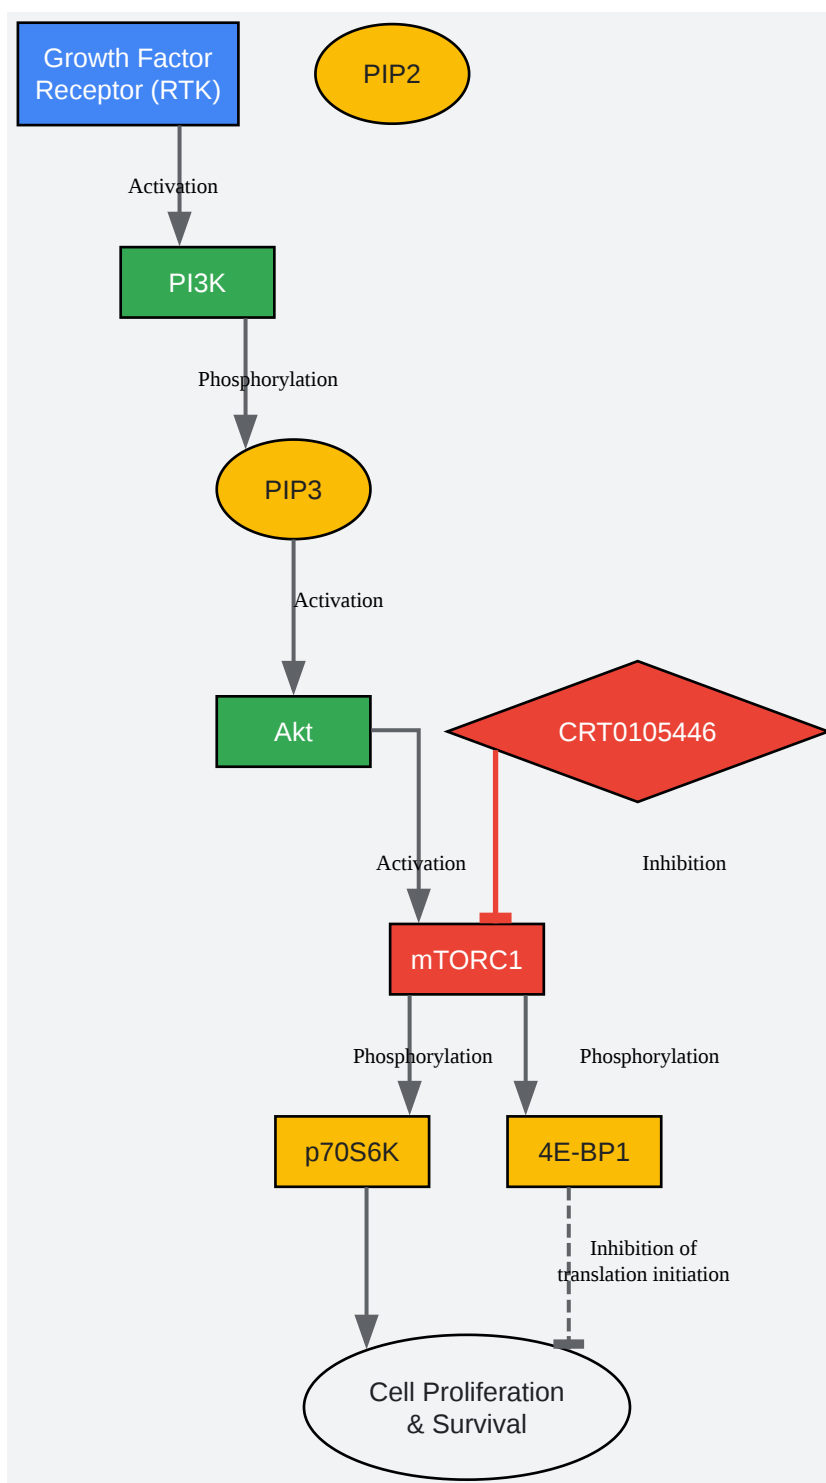 Growth Factor
Receptor (RTK)
PIP2
Activation
PI3K
Phosphorylation
PIP3
Activation
Akt
CRT0105446
Activation
Inhibition
mTORC1
Phosphorylation
Phosphorylation
p70S6K
4E-BP1
Inhibition of
translation initiation
Cell Proliferation
& Survival